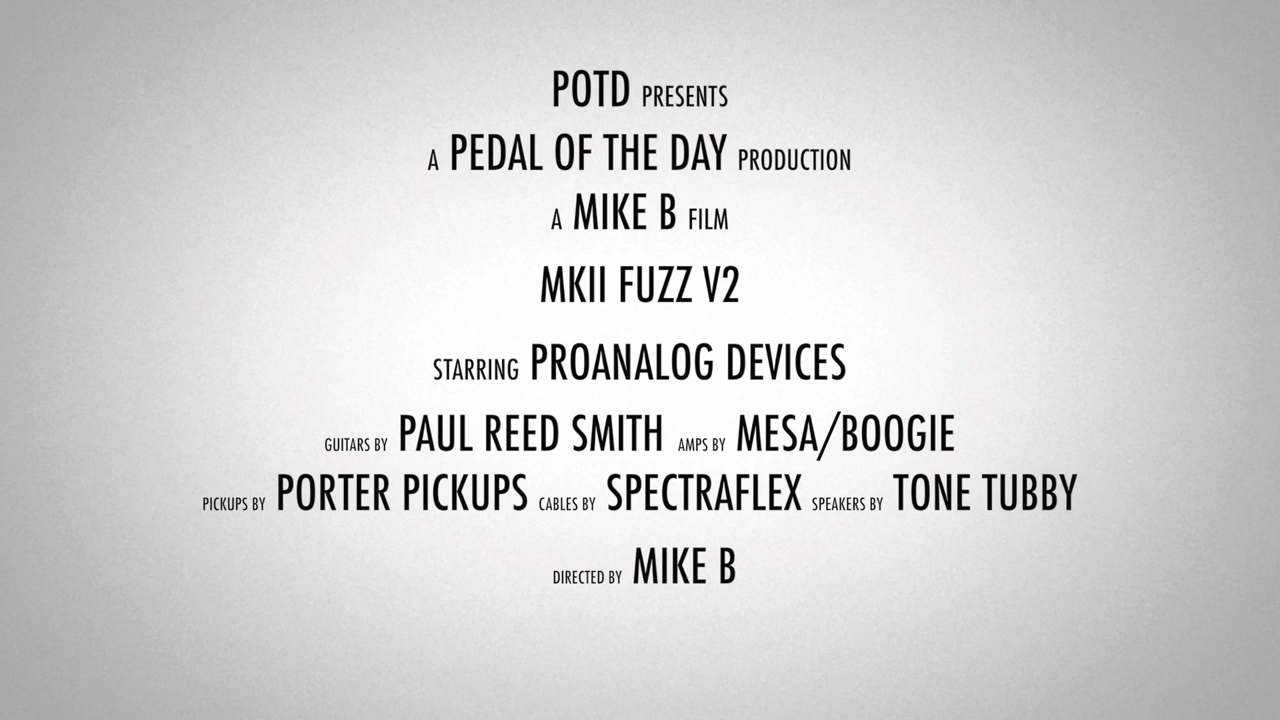 POTD PRESENTS
A PEDAL OF THE DAY PRODUCTION
A MIKE B FILM
MKII FUZZ V2
STARRING PROANALOG DEVICES
GUITARS BY PAUL REED SMITH AMPS BY MESA/BOOGIE
PICKUPS BY PORTER PICKUPS CABLES BY SPECTRAFLEX SPEAKERS BY TONE TUBBY
DIRECTED BY MIKE B